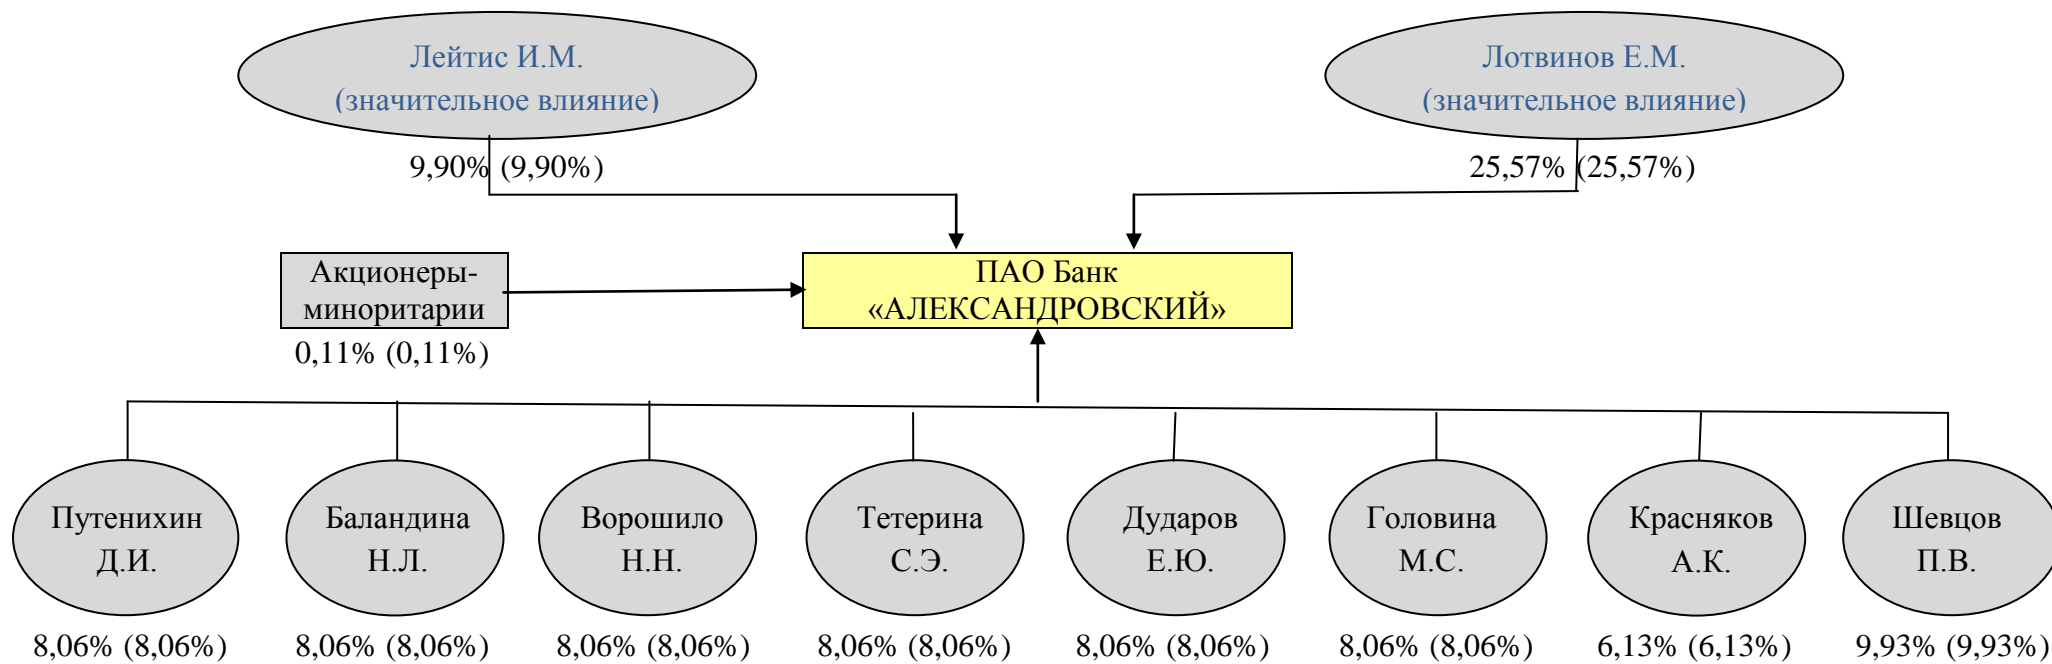 Лейтис И.М.
(значительное влияние)
9,90% (9,90%)
Лотвинов Е.М.
(значительное влияние)
25,57% (25,57%)
Акционеры-
миноритарии
0,11% (0,11%)
ПАО Банк
«АЛЕКСАНДРОВСКИЙ»
Путенихин
Д.И.
8,06% (8,06%)
Баландина
Н.Л.
8,06% (8,06%)
Ворошило
Н.Н.
8,06% (8,06%)
Тетерина
С.Э.
8,06% (8,06%)
Дударов
Е.Ю.
8,06% (8,06%)
Головина
М.С.
8,06% (8,06%)
Красняков
А.К.
6,13% (6,13%)
Шевцов
П.В.
9,93% (9,93%)